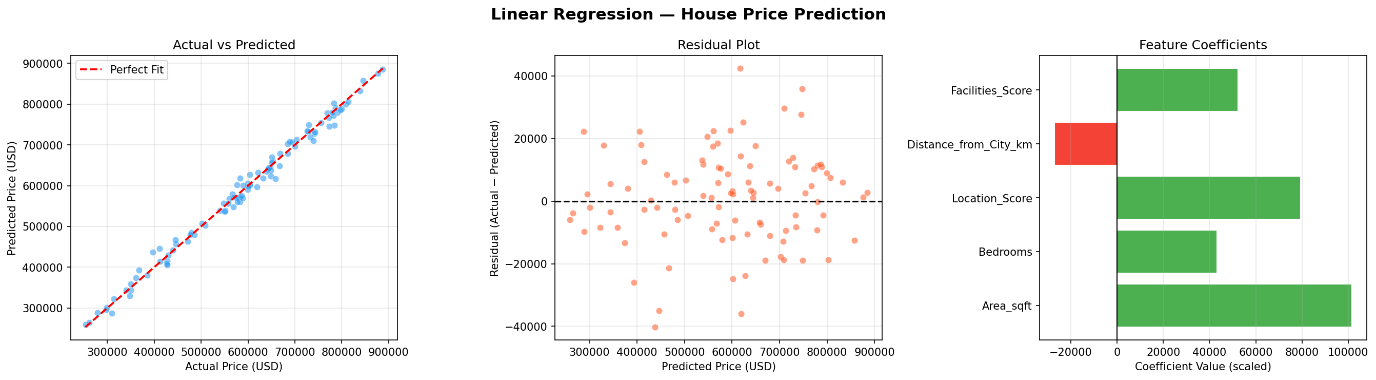 Linear Regression — House Price Prediction
Actual vs Predicted
Perfect Fit
Predicted Price (USD)
900000
800000
700000
600000
500000
400000
300000
300000 400000 500000 600000 700000 800000 900000
Actual Price (USD)
Residual Plot
Residual (Actual − Predicted)
40000
20000
0
−20000
−40000
300000 400000 500000 600000 700000 800000 900000
Predicted Price (USD)
Feature Coefficients
Facilities_Score
Distance_from_City_km
Location_Score
Bedrooms
Area_sqft
−20000 0 20000 40000 60000 80000 100000
Coefficient Value (scaled)